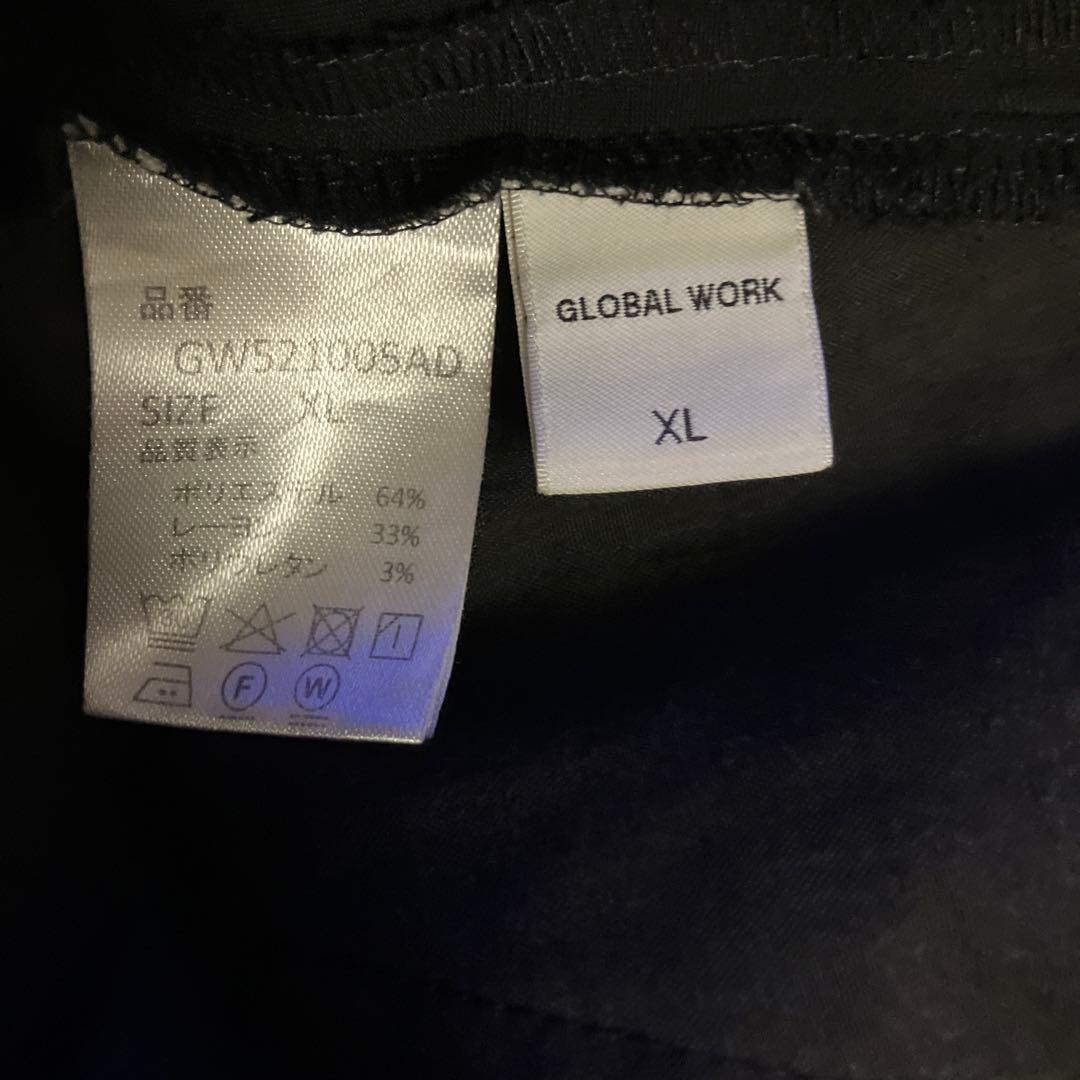 品番
GW521005AD
SIZE XL
品質表示
ポリエステル 64%
レーヨン 33%
ポリウレタン 3%
F W
GLOBAL WORK
XL